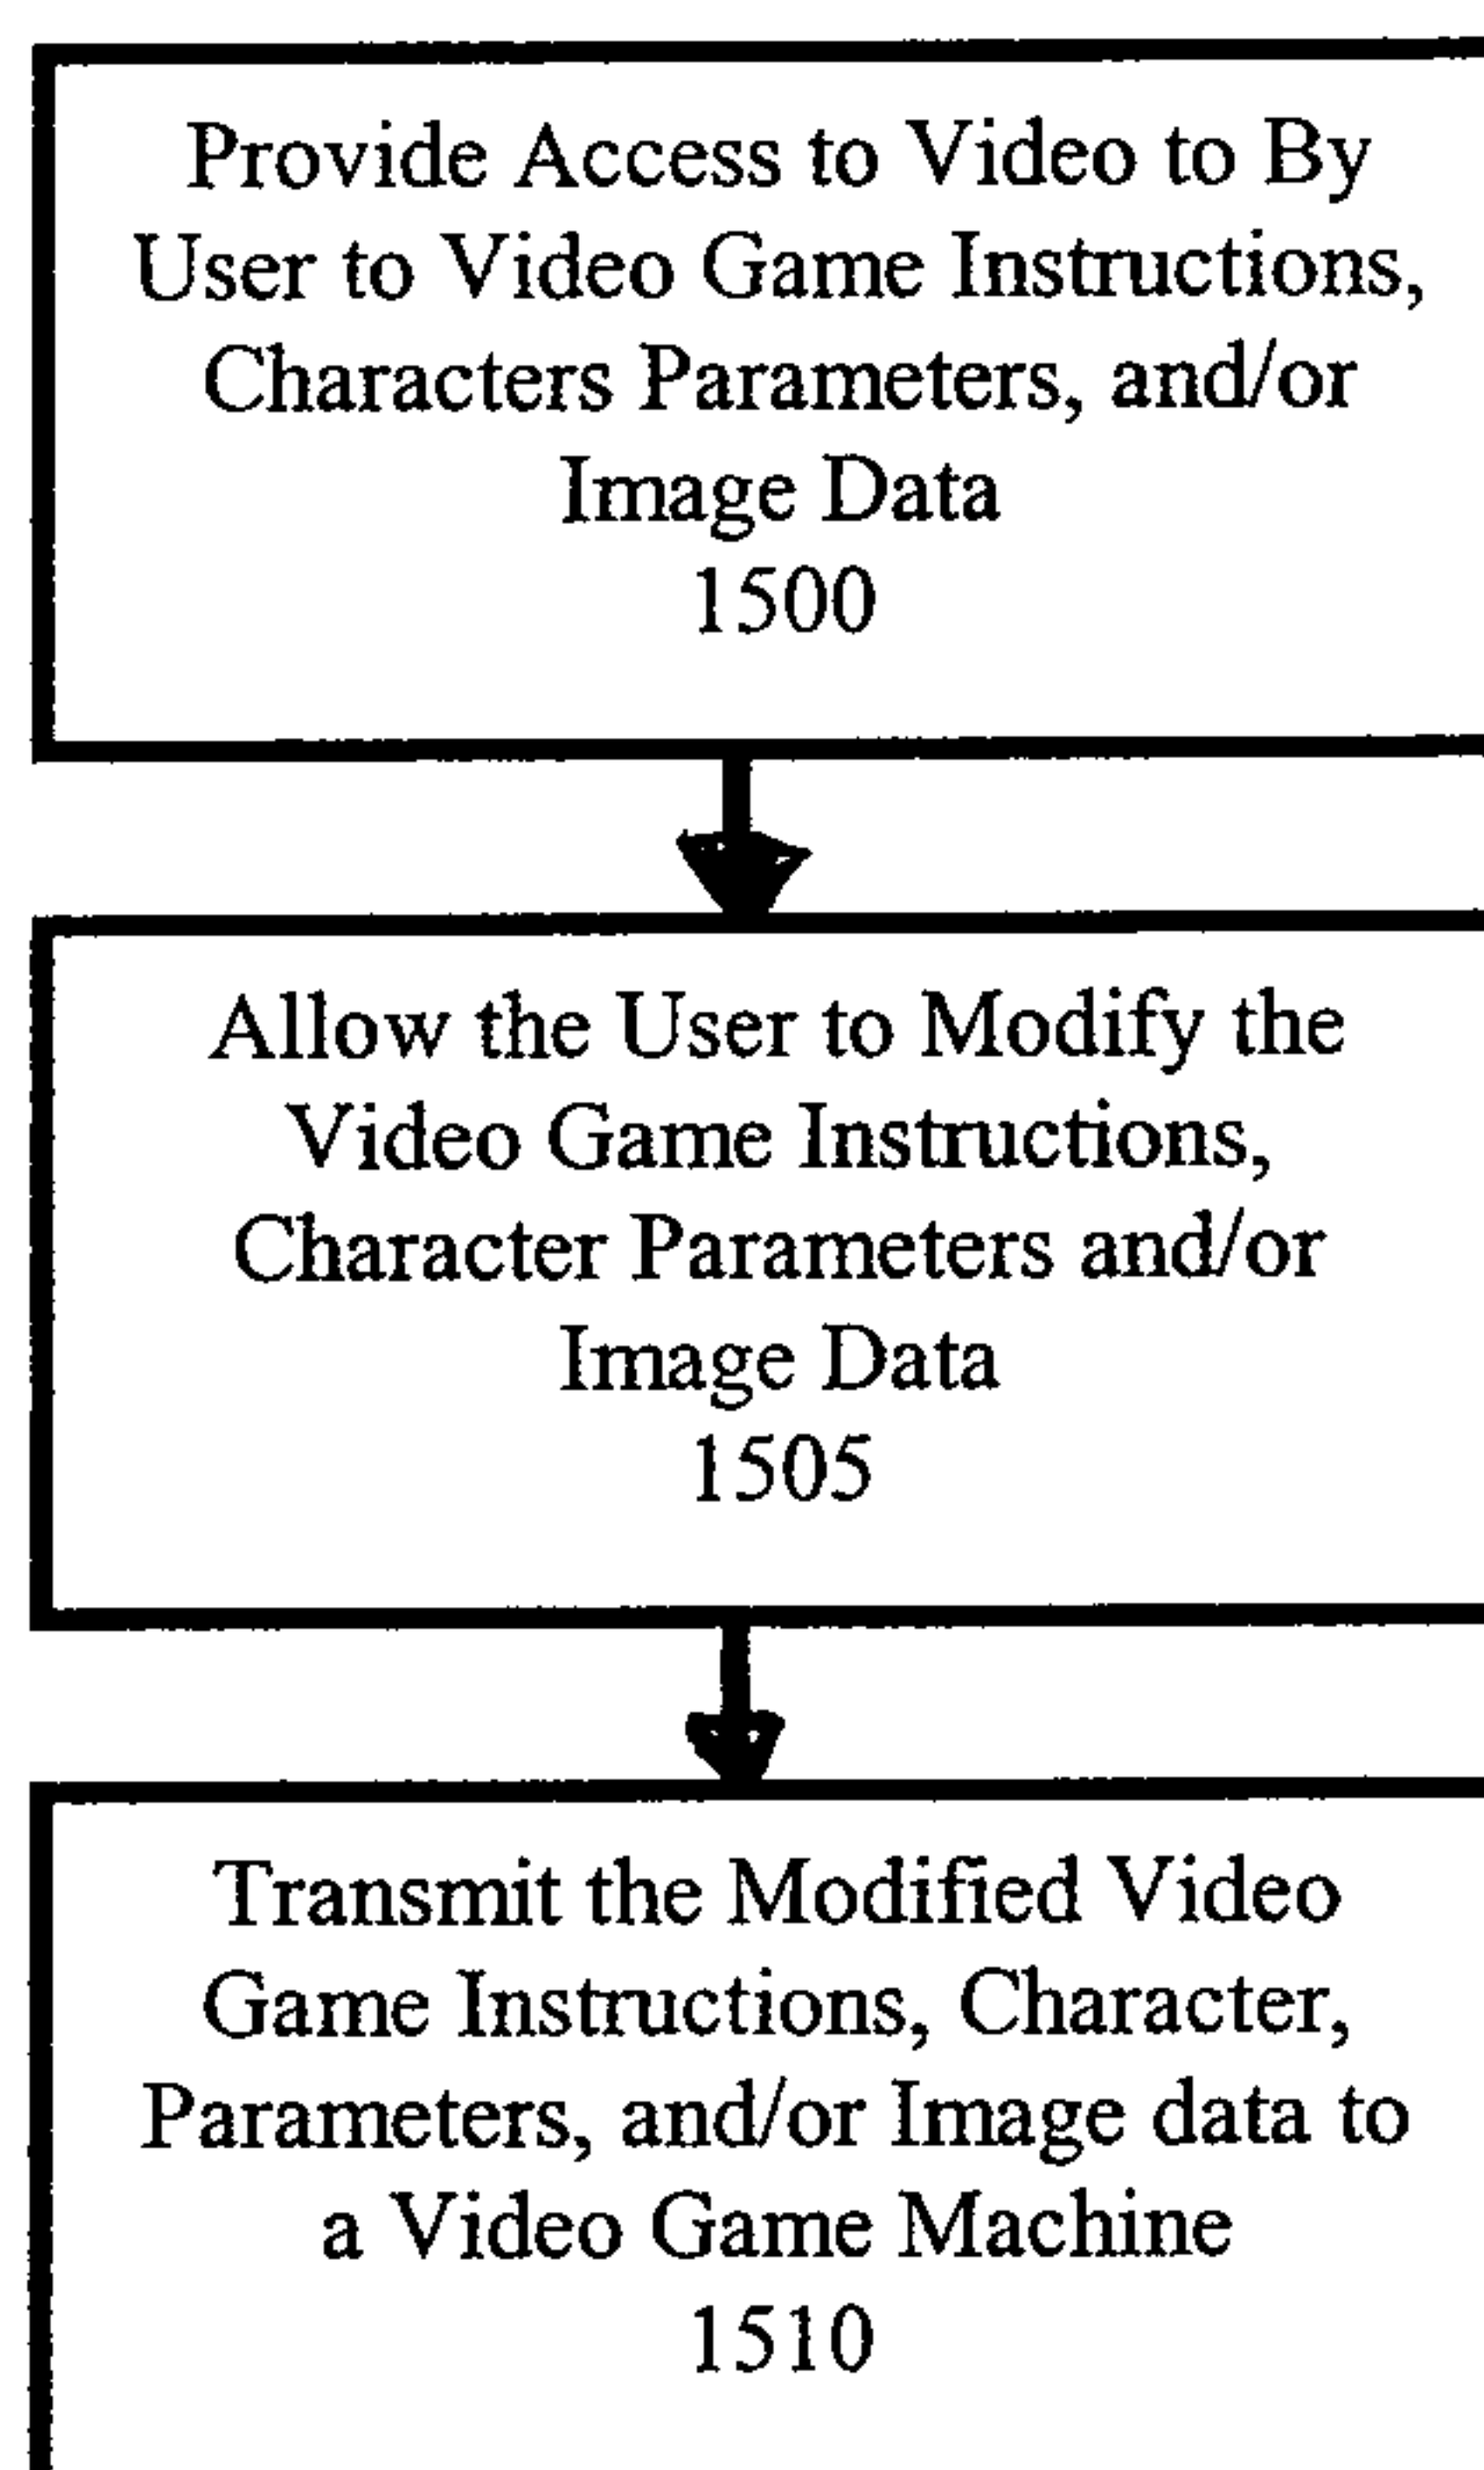 Provide Access to Video to By
User to Video Game Instructions,
Characters Parameters, and/or
Image Data
1500
Allow the User to Modify the
Video Game Instructions,
Character Parameters and/or
Image Data
1505
Transmit the Modified Video
Game Instructions, Character,
Parameters, and/or Image data to
a Video Game Machine
1510